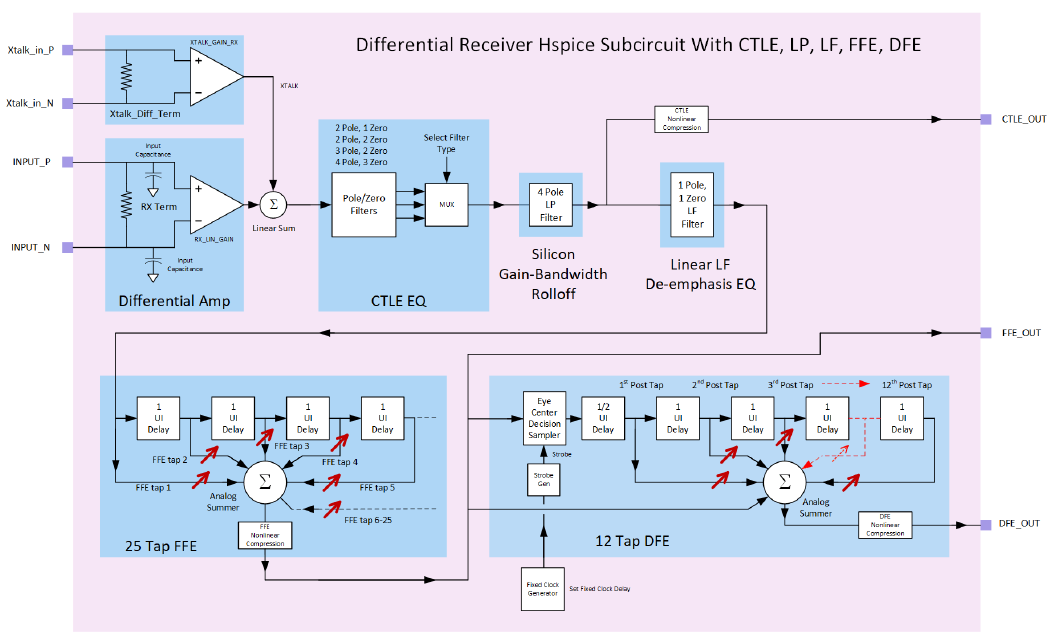 Differential Receiver Hspice Subcircuit With CTLE, LP, LF, FFE, DFE
Xtalk_in_P
XTALK_GAIN_RX
+
−
Xtalk_in_N
Xtalk_Diff_Term
XTALK
CTLE
Nonlinear
Compression
CTLE_OUT
Input
Capacitance
INPUT_P
RX Term
+
−
RX_LIN_GAIN
INPUT_N
Input
Capacitance
Differential Amp
Σ
Linear Sum
2 Pole, 1 Zero
2 Pole, 2 Zero
3 Pole, 2 Zero
4 Pole, 3 Zero
Select Filter
Type
Pole/Zero
Filters
MUX
CTLE EQ
4 Pole
LP
Filter
Silicon
Gain-Bandwidth
Rolloff
1 Pole,
1 Zero
LF
Filter
Linear LF
De-emphasis EQ
FFE_OUT
1
UI
Delay
1
UI
Delay
1
UI
Delay
1
UI
Delay
FFE tap 3
FFE tap 2
FFE tap 4
FFE tap 1
Σ
FFE tap 5
Analog
Summer
FFE tap 6-25
FFE
Nonlinear
Compression
25 Tap FFE
1st Post Tap
2nd Post Tap
3rd Post Tap
12th Post Tap
Eye
Center
Decision
Sampler
1/2
UI
Delay
1
UI
Delay
1
UI
Delay
1
UI
Delay
1
UI
Delay
Strobe
Strobe
Gen
Σ
Analog
Summer
DFE
Nonlinear
Compression
DFE_OUT
12 Tap DFE
Fixed Clock
Generator
Set Fixed Clock Delay